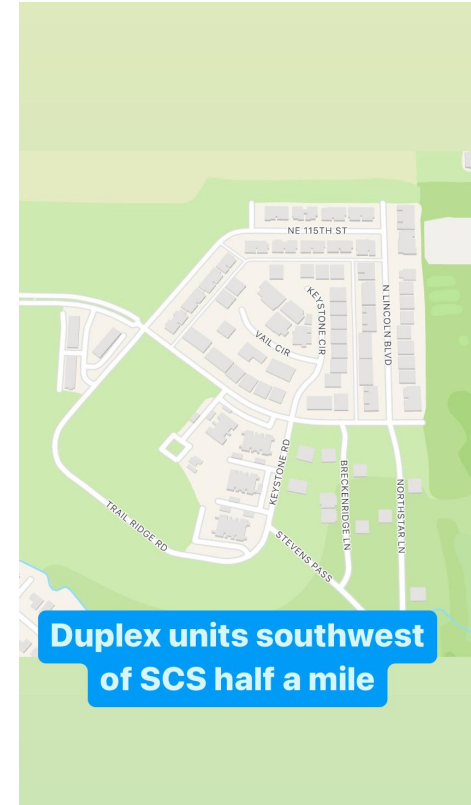 NE 115TH ST
N LINCOLN BLVD
KEYSTONE CIR
VAIL CIR
KEYSTONE RD
BRECKENRIDGE LN
NORTHSTAR LN
TRAIL RIDGE RD
STEVENS PASS
Duplex units southwest
of SCS half a mile